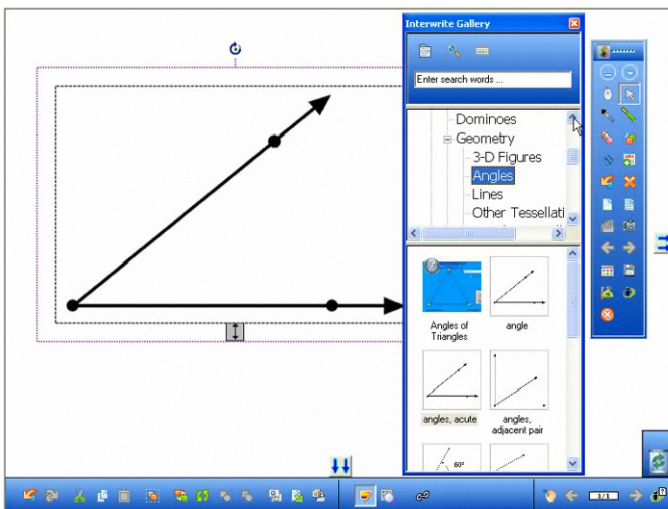 Interwrite Gallery
Enter search words ...
Dominoes
Geometry
3-D Figures
Angles
Lines
Other Tessellati
Angles of
Triangles
angle
angles, acute
angles,
adjacent pair
60°
1/1